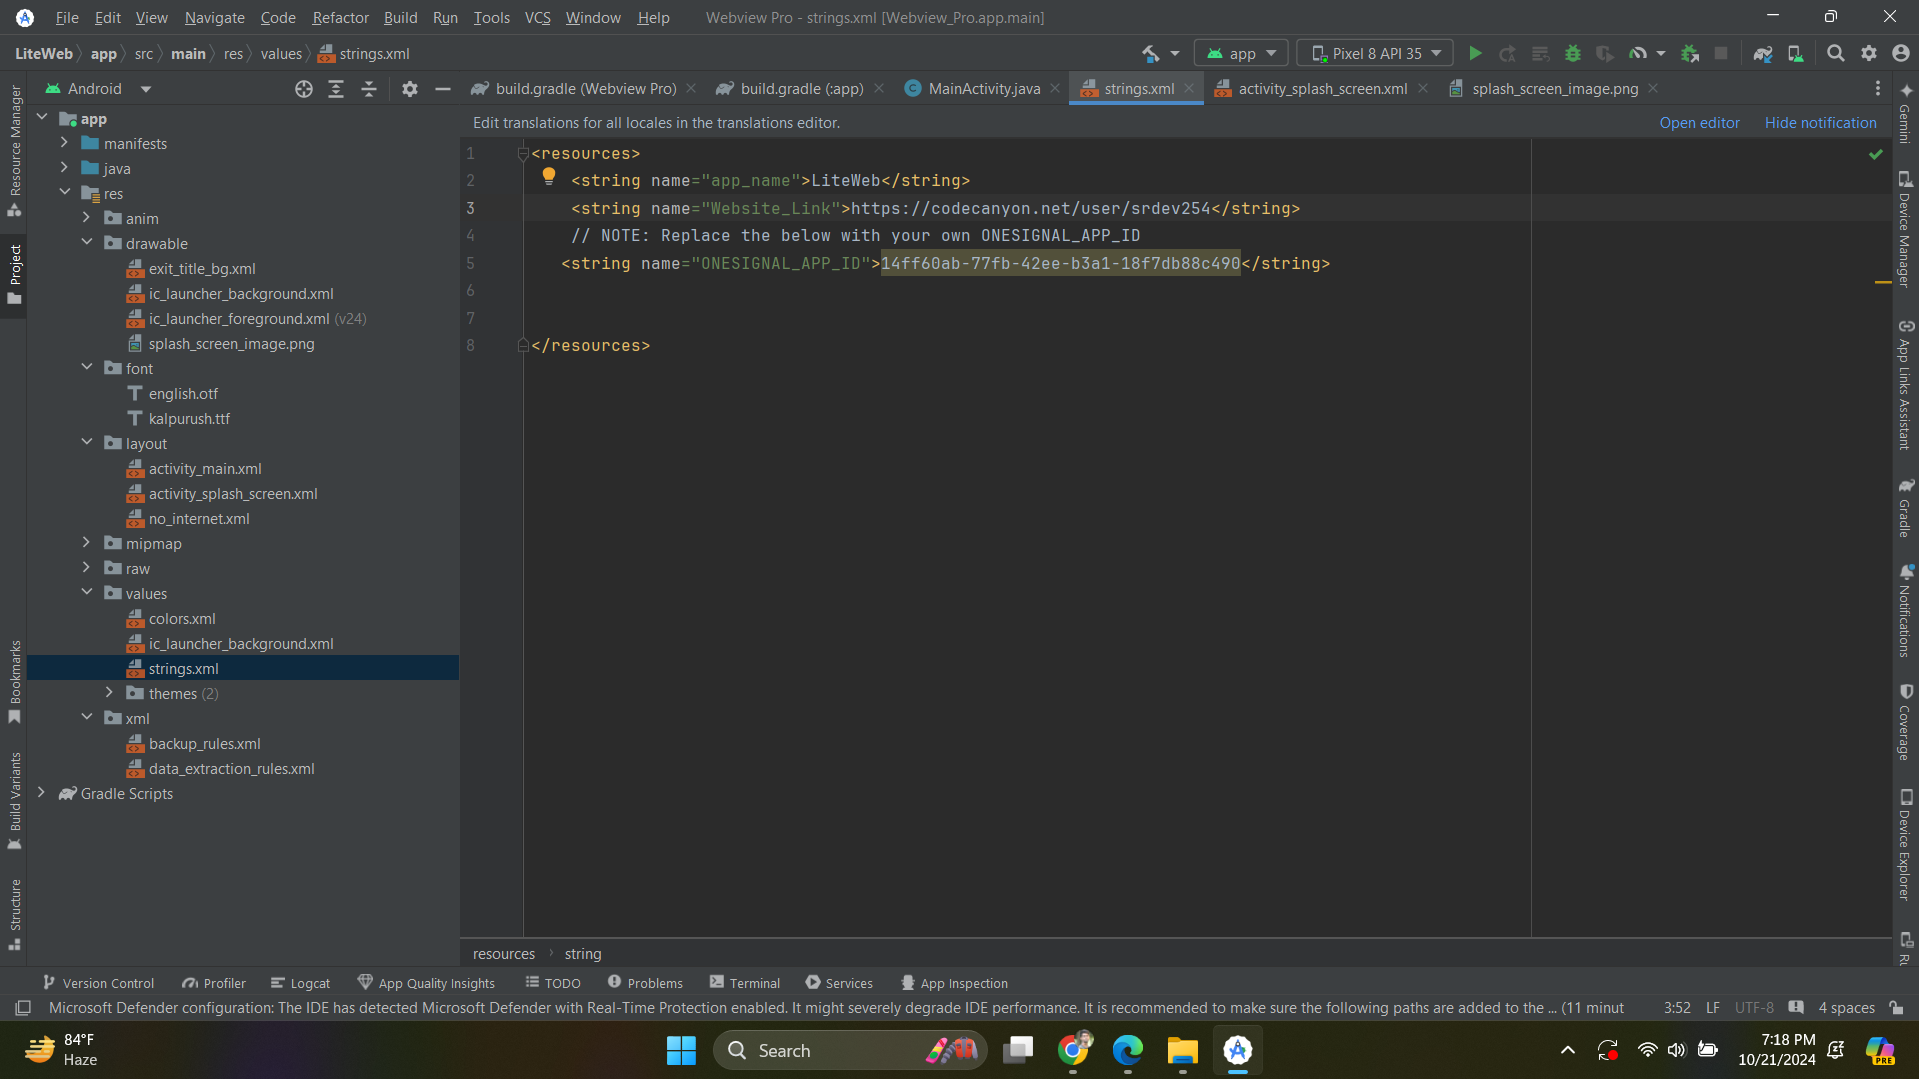 File Edit View Navigate Code Refactor Build Run Tools VCS Window Help Webview Pro - strings.xml [Webview_Pro.app.main]
LiteWeb app src main res values strings.xml app Pixel 8 API 35
Android build.gradle (Webview Pro) build.gradle (:app) MainActivity.java strings.xml activity_splash_screen.xml splash_screen_image.png
Edit translations for all locales in the translations editor. Open editor Hide notification
Resource Manager
Project
Bookmarks
Build Variants
Structure
app
manifests
java
res
anim
drawable
exit_title_bg.xml
ic_launcher_background.xml
ic_launcher_foreground.xml (v24)
splash_screen_image.png
font
english.otf
kalpurush.ttf
layout
activity_main.xml
activity_splash_screen.xml
no_internet.xml
mipmap
raw
values
colors.xml
ic_launcher_background.xml
strings.xml
themes (2)
xml
backup_rules.xml
data_extraction_rules.xml
Gradle Scripts
1 <resources>
2 <string name="app_name">LiteWeb</string>
3 <string name="Website_Link">https://codecanyon.net/user/srdev254</string>
4 // NOTE: Replace the below with your own ONESIGNAL_APP_ID
5 <string name="ONESIGNAL_APP_ID">14ff60ab-77fb-42ee-b3a1-18f7db88c490</string>
6
7
8 </resources>
Gemini
Device Manager
App Links Assistant
Gradle
Notifications
Coverage
Device Explorer
resources string
Version Control Profiler Logcat App Quality Insights TODO Problems Terminal Services App Inspection
Microsoft Defender configuration: The IDE has detected Microsoft Defender with Real-Time Protection enabled. It might severely degrade IDE performance. It is recommended to make sure the following paths are added to the ... (11 minut 3:52 LF UTF-8 4 spaces
84°F
Haze
Search
7:18 PM
10/21/2024
PRE